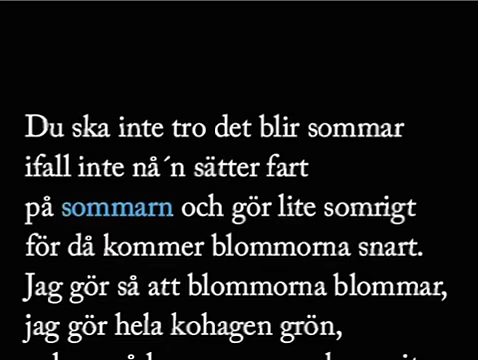 Du ska inte tro det blir sommar
ifall inte nå´n sätter fart
på sommarn och gör lite somrigt
för då kommer blommorna snart.
Jag gör så att blommorna blommar,
jag gör hela kohagen grön,